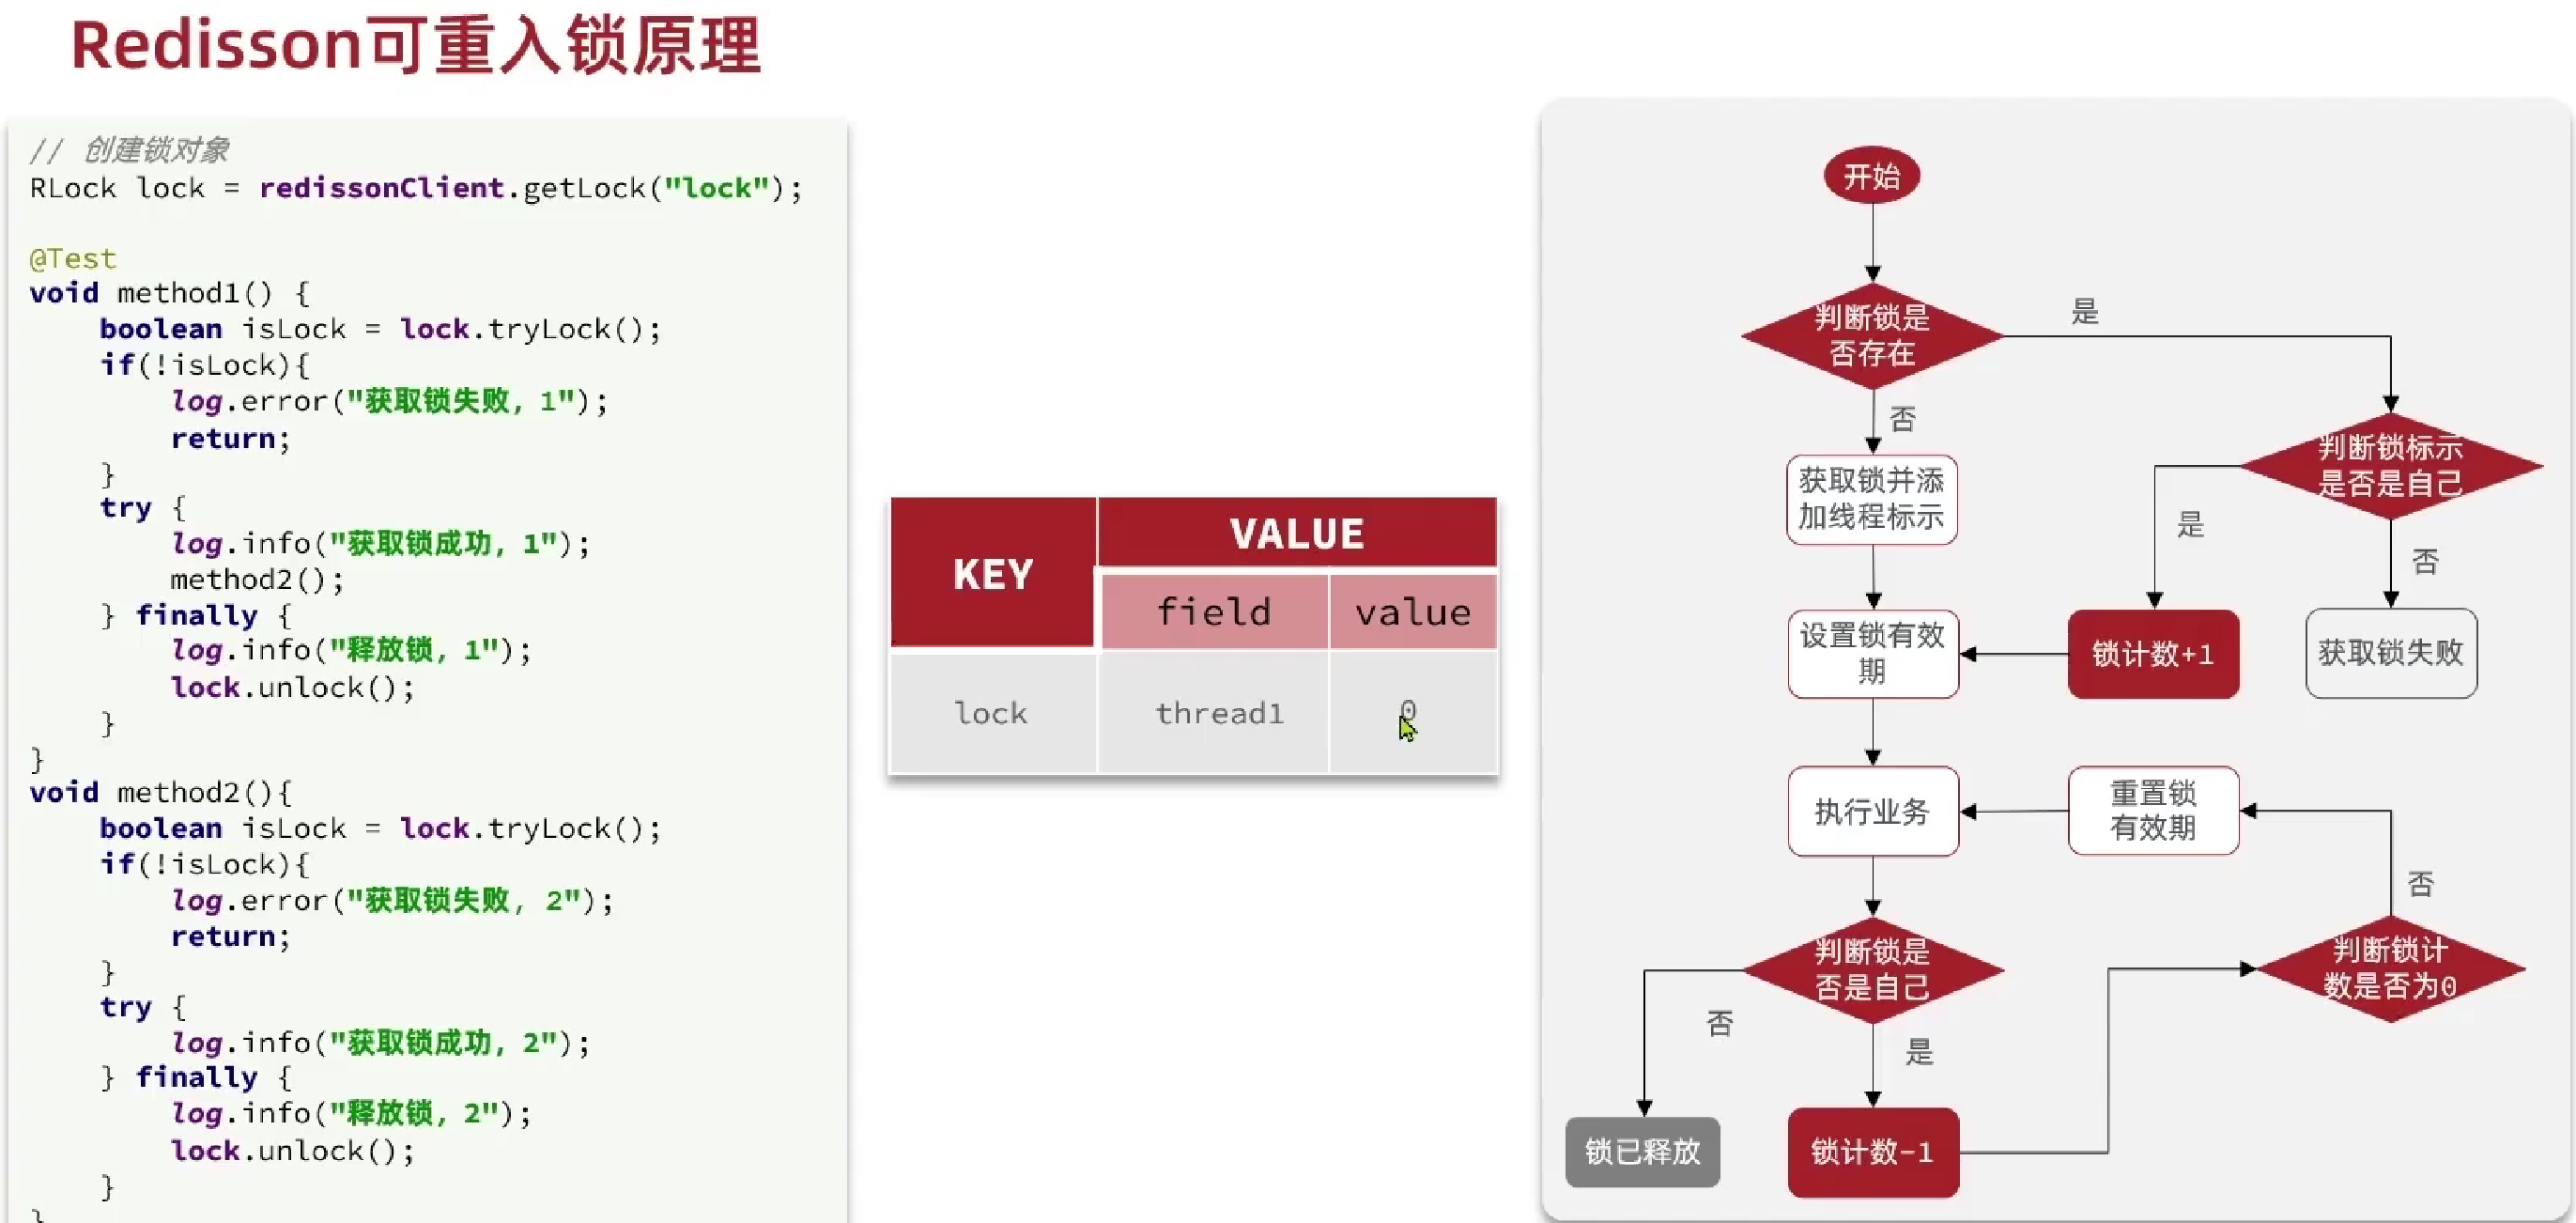 Redisson可重入锁原理
// 创建锁对象
RLock lock = redissonClient.getLock("lock");
@Test
void method1() {
boolean isLock = lock.tryLock();
if(!isLock){
log.error("获取锁失败, 1");
return;
}
try {
log.info("获取锁成功, 1");
method2();
} finally {
log.info("释放锁, 1");
lock.unlock();
}
}
void method2(){
boolean isLock = lock.tryLock();
if(!isLock){
log.error("获取锁失败, 2");
return;
}
try {
log.info("获取锁成功, 2");
} finally {
log.info("释放锁, 2");
lock.unlock();
}
}
KEY
VALUE
field
value
lock
thread1
0
开始
判断锁是
否存在
是
否
判断锁标示
是否是自己
获取锁并添
加线程标示
是
否
设置锁有效
期
锁计数+1
获取锁失败
执行业务
重置锁
有效期
否
判断锁是
否是自己
判断锁计
数是否为0
否
是
锁已释放
锁计数-1